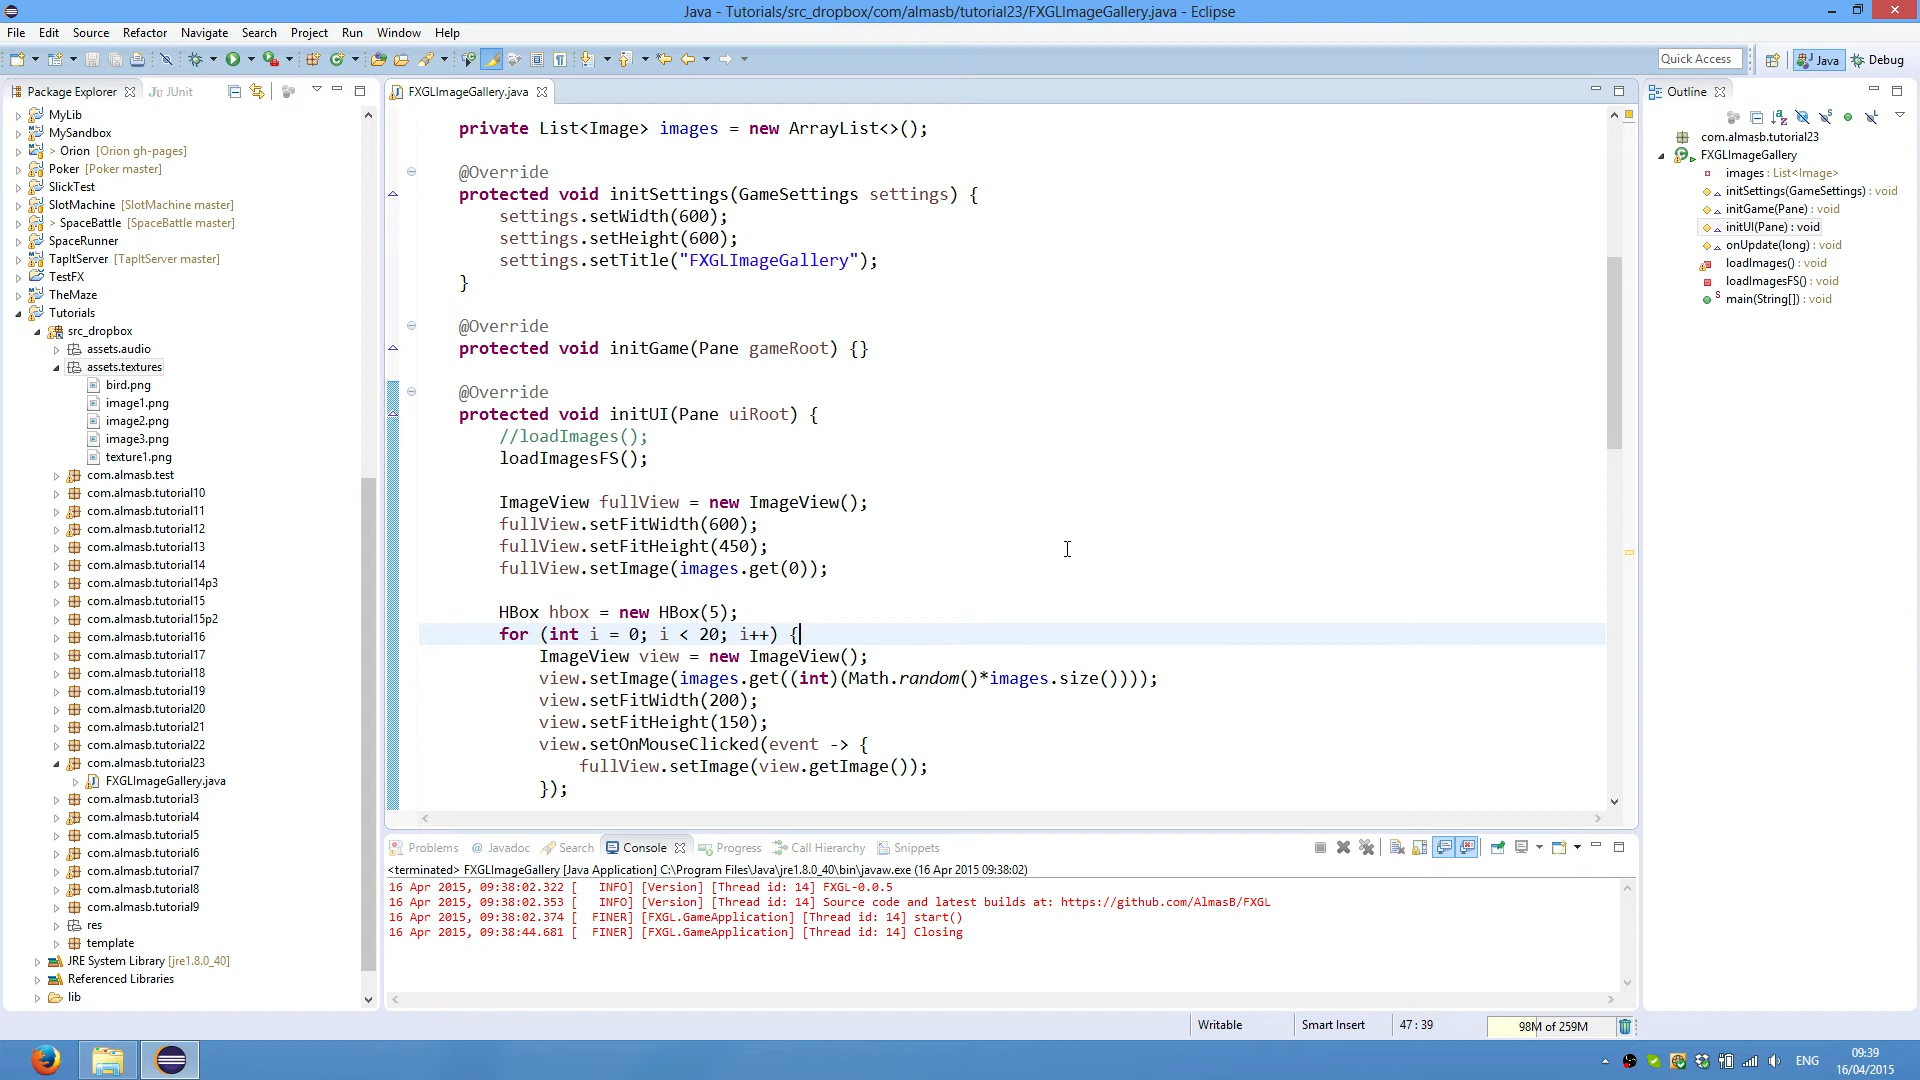 Java - Tutorials/src_dropbox/com/almasb/tutorial23/FXGLImageGallery.java - Eclipse
File Edit Source Refactor Navigate Search Project Run Window Help
Quick Access Java Debug
Package Explorer JUnit
MyLib
MySandbox
> Orion [Orion gh-pages]
Poker [Poker master]
SlickTest
SlotMachine [SlotMachine master]
> SpaceBattle [SpaceBattle master]
SpaceRunner
TapItServer [TapItServer master]
TestFX
TheMaze
Tutorials
src_dropbox
assets.audio
assets.textures
bird.png
image1.png
image2.png
image3.png
texture1.png
com.almasb.test
com.almasb.tutorial10
com.almasb.tutorial11
com.almasb.tutorial12
com.almasb.tutorial13
com.almasb.tutorial14
com.almasb.tutorial14p3
com.almasb.tutorial15
com.almasb.tutorial15p2
com.almasb.tutorial16
com.almasb.tutorial17
com.almasb.tutorial18
com.almasb.tutorial19
com.almasb.tutorial20
com.almasb.tutorial21
com.almasb.tutorial22
com.almasb.tutorial23
FXGLImageGallery.java
com.almasb.tutorial3
com.almasb.tutorial4
com.almasb.tutorial5
com.almasb.tutorial6
com.almasb.tutorial7
com.almasb.tutorial8
com.almasb.tutorial9
res
template
JRE System Library [jre1.8.0_40]
Referenced Libraries
lib
FXGLImageGallery.java
private List<Image> images = new ArrayList<>();
@Override
protected void initSettings(GameSettings settings) {
settings.setWidth(600);
settings.setHeight(600);
settings.setTitle("FXGLImageGallery");
}
@Override
protected void initGame(Pane gameRoot) {}
@Override
protected void initUI(Pane uiRoot) {
//loadImages();
loadImagesFS();
ImageView fullView = new ImageView();
fullView.setFitWidth(600);
fullView.setFitHeight(450);
fullView.setImage(images.get(0));
HBox hbox = new HBox(5);
for (int i = 0; i < 20; i++) {
ImageView view = new ImageView();
view.setImage(images.get((int)(Math.random()*images.size())));
view.setFitWidth(200);
view.setFitHeight(150);
view.setOnMouseClicked(event -> {
fullView.setImage(view.getImage());
});
Outline
com.almasb.tutorial23
FXGLImageGallery
images : List<Image>
initSettings(GameSettings) : void
initGame(Pane) : void
initUI(Pane) : void
onUpdate(long) : void
loadImages() : void
loadImagesFS() : void
main(String[]) : void
Problems Javadoc Search Console Progress Call Hierarchy Snippets
<terminated> FXGLImageGallery [Java Application] C:\Program Files\Java\jre1.8.0_40\bin\javaw.exe (16 Apr 2015 09:38:02)
16 Apr 2015, 09:38:02.322 [ INFO] [Version] [Thread id: 14] FXGL-0.0.5
16 Apr 2015, 09:38:02.353 [ INFO] [Version] [Thread id: 14] Source code and latest builds at: https://github.com/AlmasB/FXGL
16 Apr 2015, 09:38:02.374 [ FINER] [FXGL.GameApplication] [Thread id: 14] start()
16 Apr 2015, 09:38:44.681 [ FINER] [FXGL.GameApplication] [Thread id: 14] Closing
Writable Smart Insert 47 : 39 98M of 259M
ENG
09:39
16/04/2015